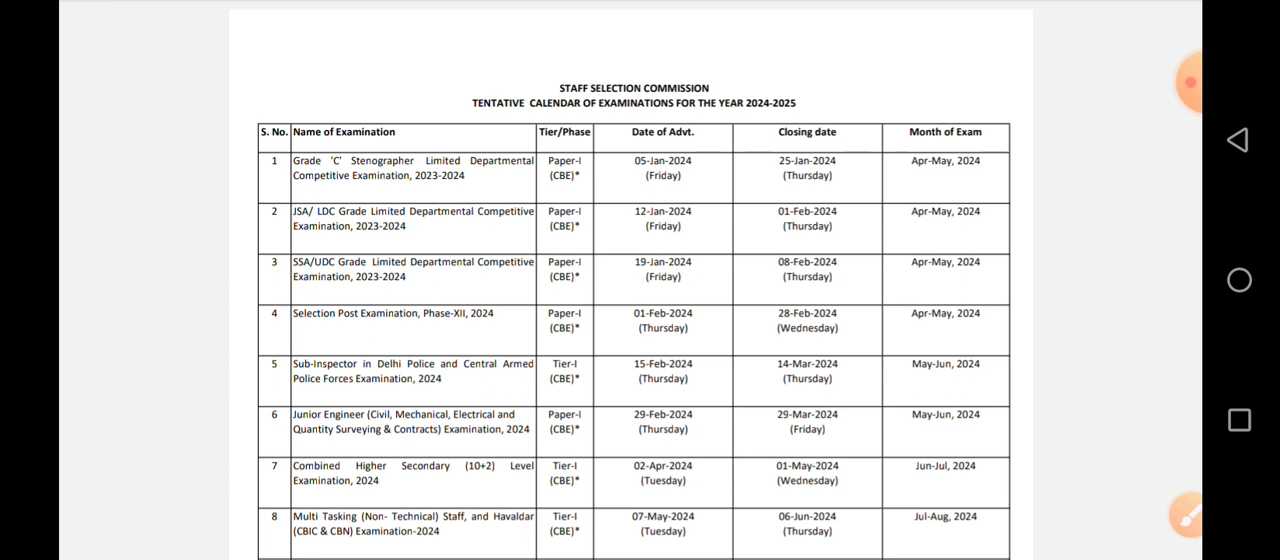 STAFF SELECTION COMMISSION
TENTATIVE CALENDAR OF EXAMINATIONS FOR THE YEAR 2024-2025
S. No. Name of Examination Tier/Phase Date of Advt. Closing date Month of Exam
1 Grade 'C' Stenographer Limited Departmental Paper-I 05-Jan-2024 25-Jan-2024 Apr-May, 2024
Competitive Examination, 2023-2024 (CBE)* (Friday) (Thursday)
2 JSA/ LDC Grade Limited Departmental Competitive Paper-I 12-Jan-2024 01-Feb-2024 Apr-May, 2024
Examination, 2023-2024 (CBE)* (Friday) (Thursday)
3 SSA/UDC Grade Limited Departmental Competitive Paper-I 19-Jan-2024 08-Feb-2024 Apr-May, 2024
Examination, 2023-2024 (CBE)* (Friday) (Thursday)
4 Selection Post Examination, Phase-XII, 2024 Paper-I 01-Feb-2024 28-Feb-2024 Apr-May, 2024
(CBE)* (Thursday) (Wednesday)
5 Sub-Inspector in Delhi Police and Central Armed Tier-I 15-Feb-2024 14-Mar-2024 May-Jun, 2024
Police Forces Examination, 2024 (CBE)* (Thursday) (Thursday)
6 Junior Engineer (Civil, Mechanical, Electrical and Paper-I 29-Feb-2024 29-Mar-2024 May-Jun, 2024
Quantity Surveying & Contracts) Examination, 2024 (CBE)* (Thursday) (Friday)
7 Combined Higher Secondary (10+2) Level Tier-I 02-Apr-2024 01-May-2024 Jun-Jul, 2024
Examination, 2024 (CBE)* (Tuesday) (Wednesday)
8 Multi Tasking (Non- Technical) Staff, and Havaldar Tier-I 07-May-2024 06-Jun-2024 Jul-Aug, 2024
(CBIC & CBN) Examination-2024 (CBE)* (Tuesday) (Thursday)